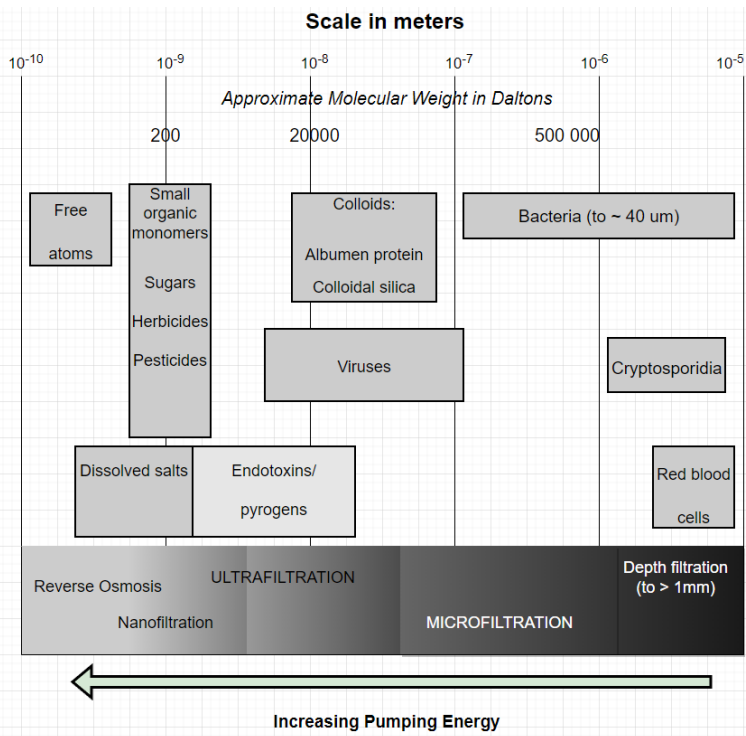 Scale in meters
10-10 10-9 10-8 10-7 10-6 10-5
Approximate Molecular Weight in Daltons
200 20000 500 000
Free
atoms
Small
organic
monomers
Sugars
Herbicides
Pesticides
Colloids:
Albumen protein
Colloidal silica
Bacteria (to ~ 40 um)
Viruses
Cryptosporidia
Dissolved salts
Endotoxins/
pyrogens
Red blood
cells
Reverse Osmosis
Nanofiltration
ULTRAFILTRATION
MICROFILTRATION
Depth filtration
(to > 1mm)
Increasing Pumping Energy